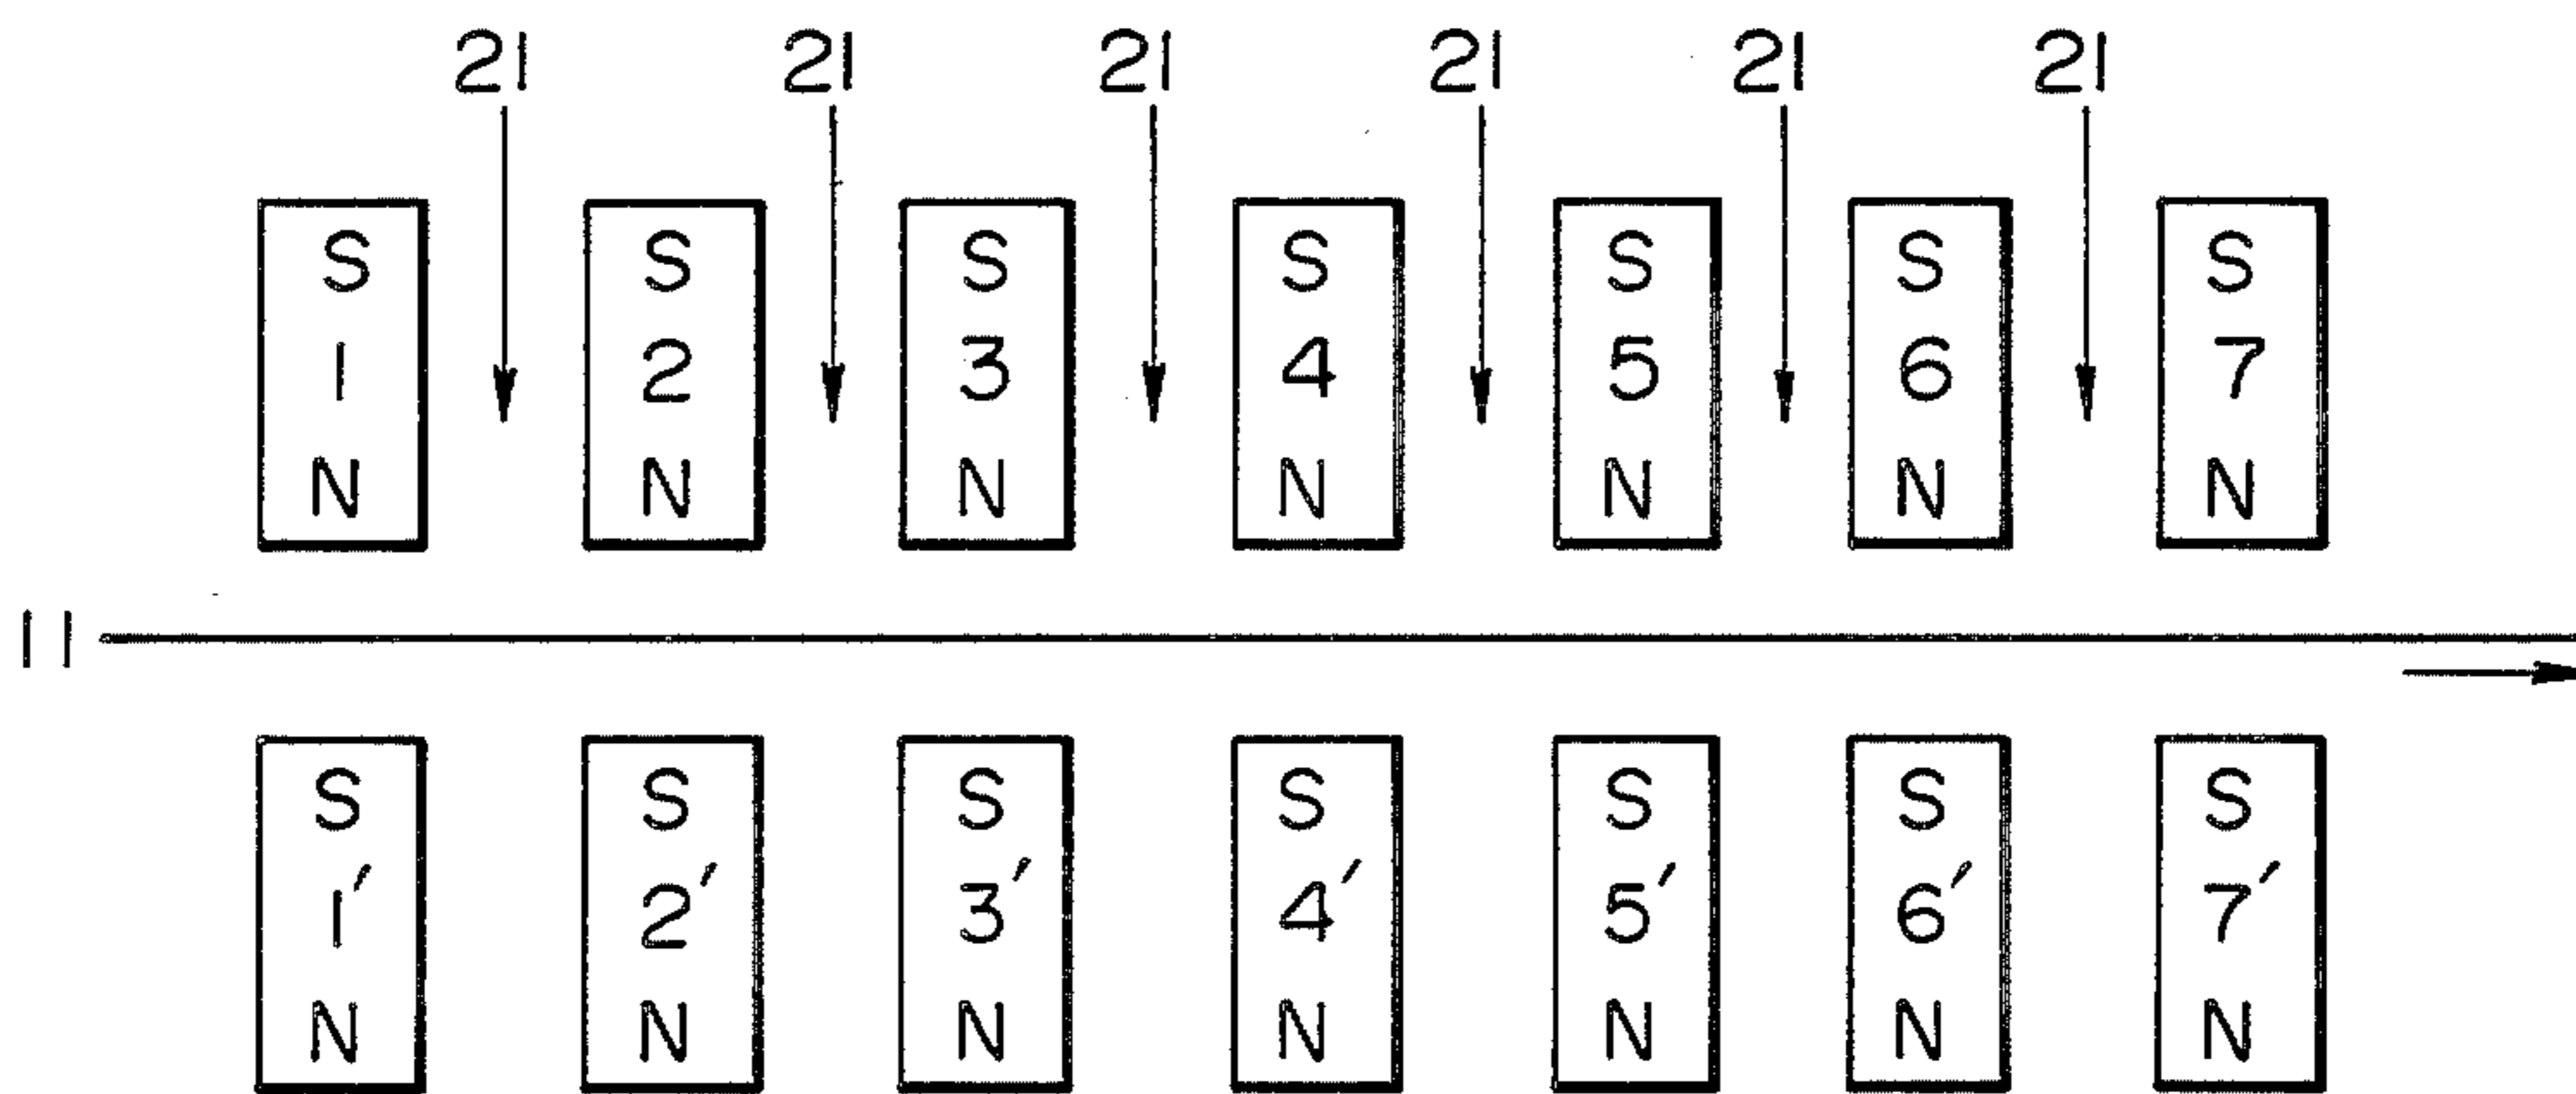 21 21 21 21 21 21
S S S S S S S
1 2 3 4 5 6 7
N N N N N N N
11
S S S S S S S
1′ 2′ 3′ 4′ 5′ 6′ 7′
N N N N N N N